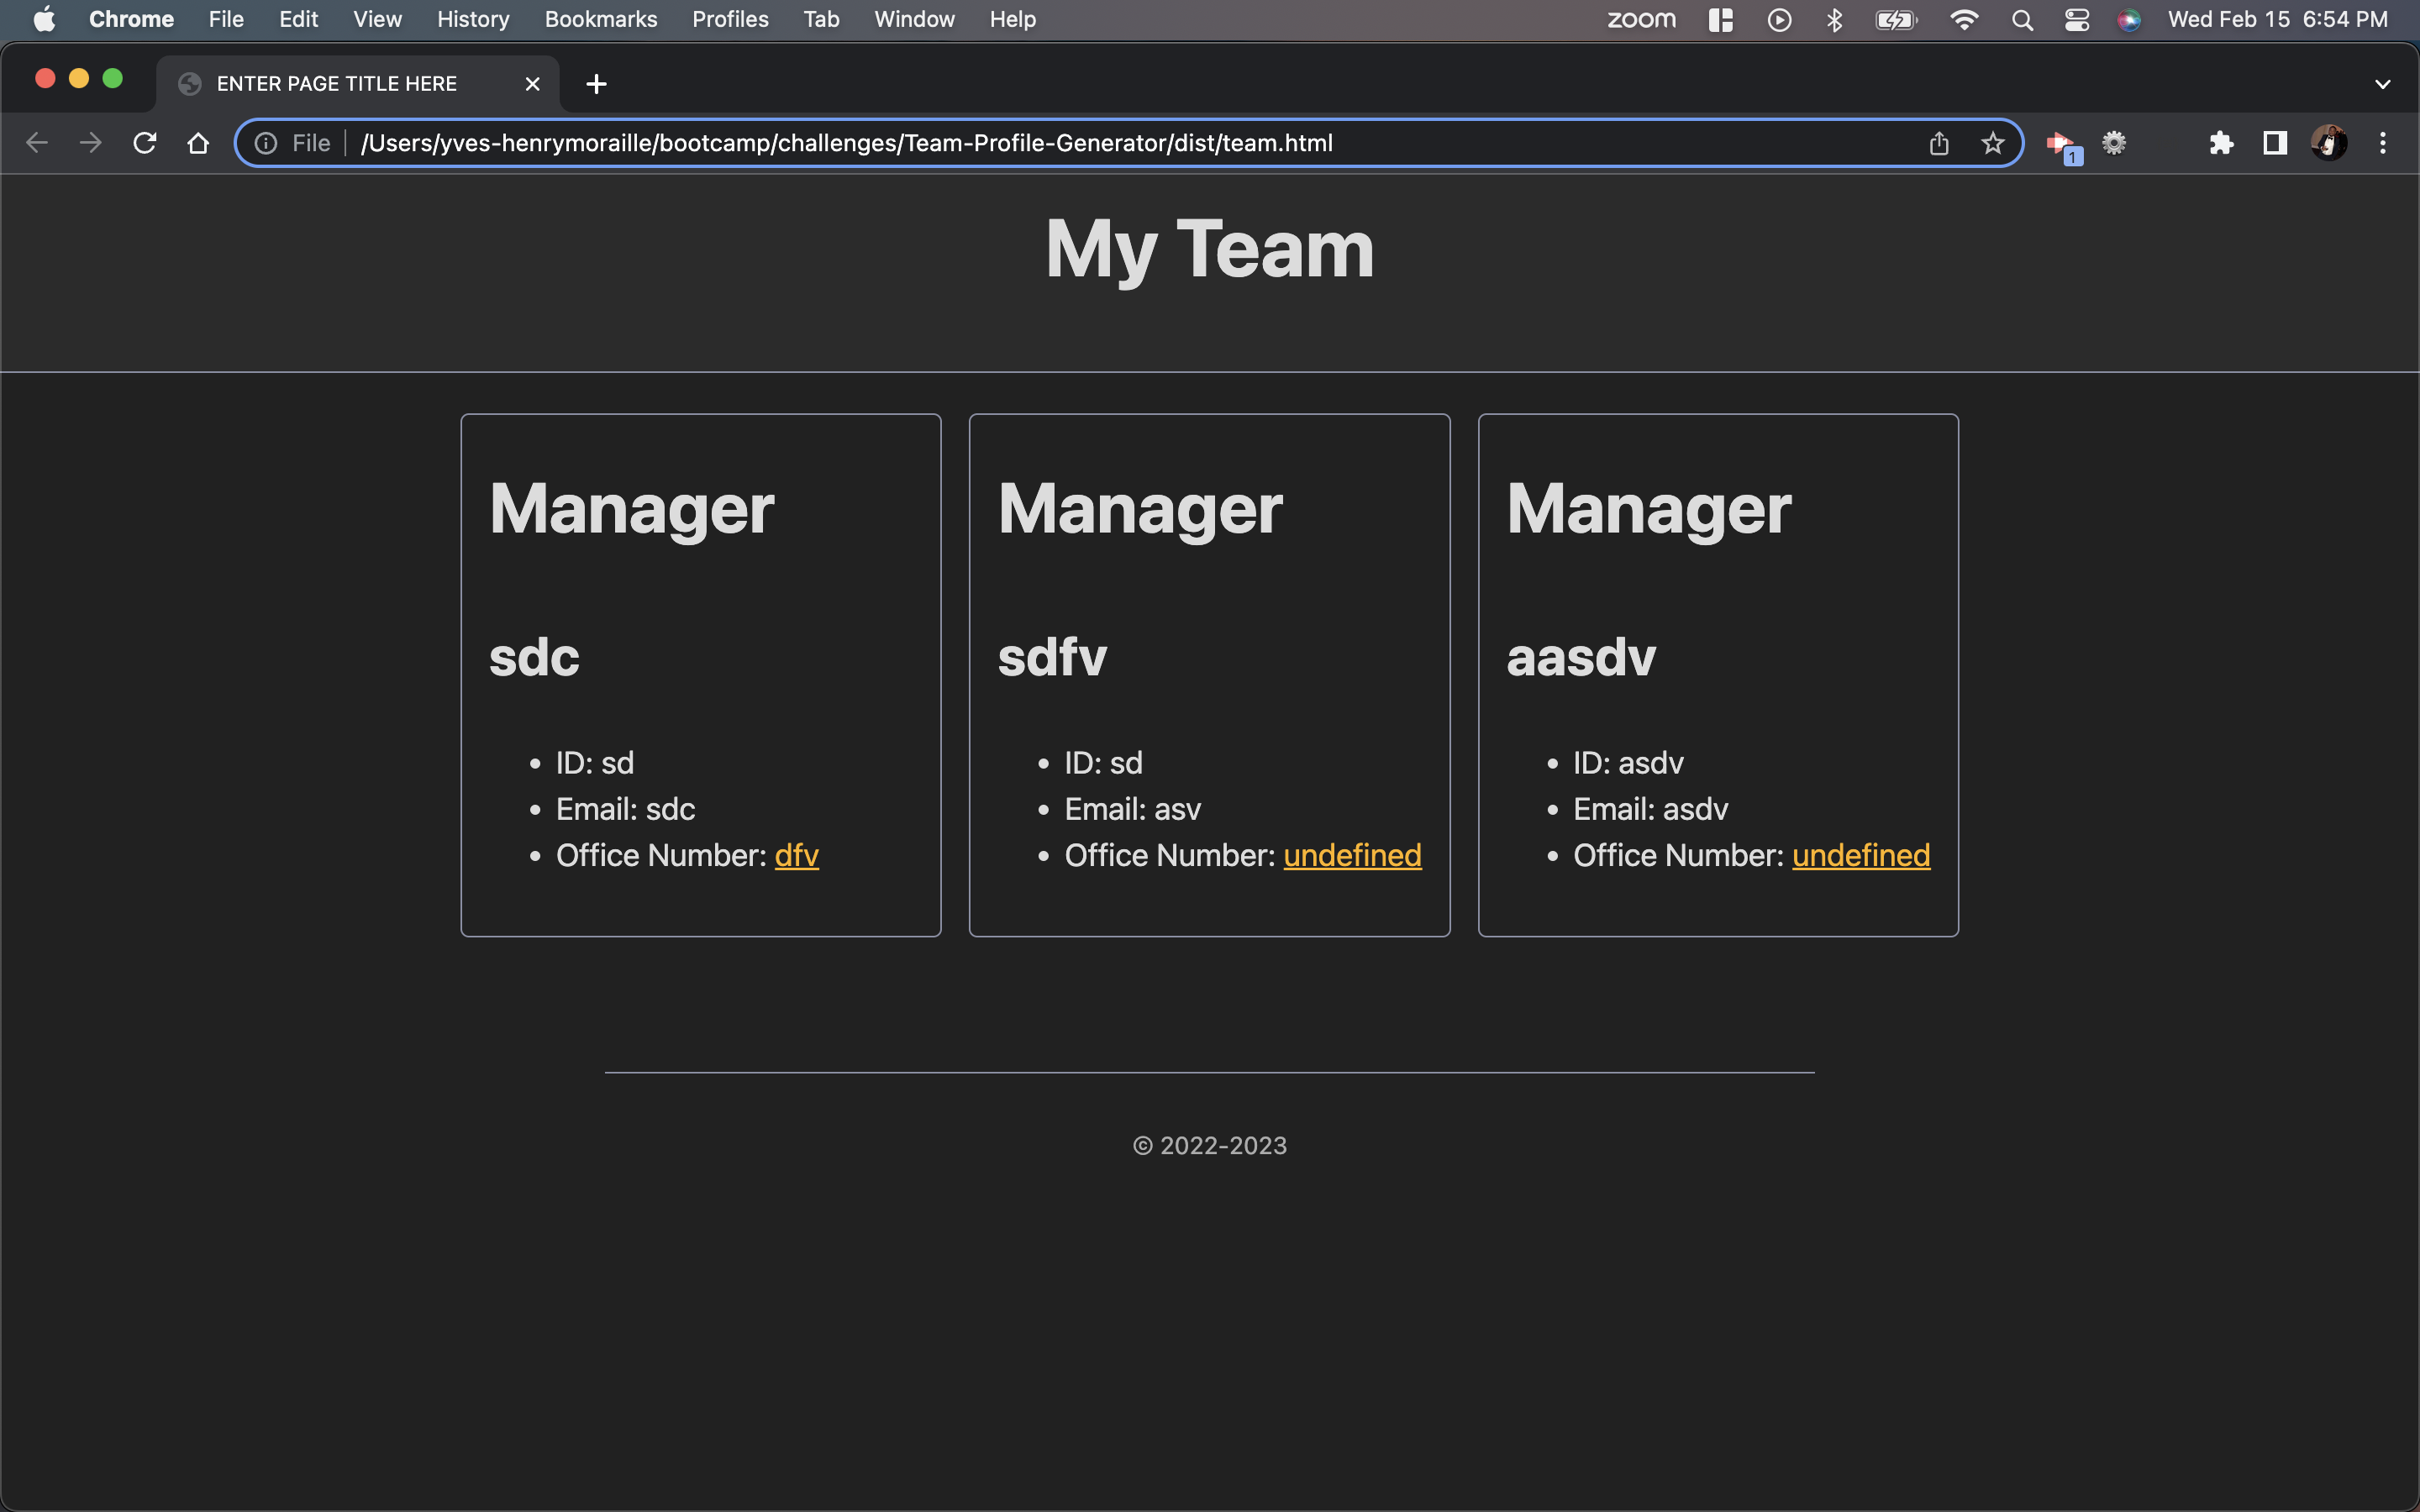 Chrome File Edit View History Bookmarks Profiles Tab Window Help zoom Wed Feb 15 6:54 PM
ENTER PAGE TITLE HERE
File /Users/yves-henrymoraille/bootcamp/challenges/Team-Profile-Generator/dist/team.html 1
My Team
Manager
sdc
• ID: sd
• Email: sdc
• Office Number: dfv
Manager
sdfv
• ID: sd
• Email: asv
• Office Number: undefined
Manager
aasdv
• ID: asdv
• Email: asdv
• Office Number: undefined
© 2022-2023